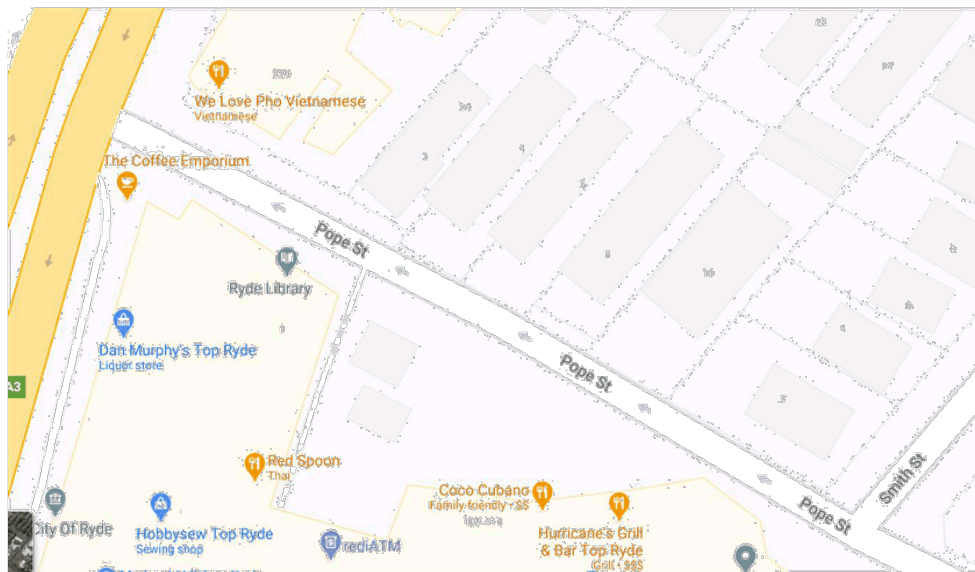 We Love Pho Vietnamese
Vietnamese
The Coffee Emporium
Pope St
Ryde Library
Dan Murphy's Top Ryde
Liquor store
A3
Pope St
Red Spoon
Thai
Coco Cubano
Family-friendly • $$
Smith St
Pope St
City Of Ryde
Hobbysew Top Ryde
Sewing shop
rediATM
Hurricane's Grill
& Bar Top Ryde
Grill • $$$